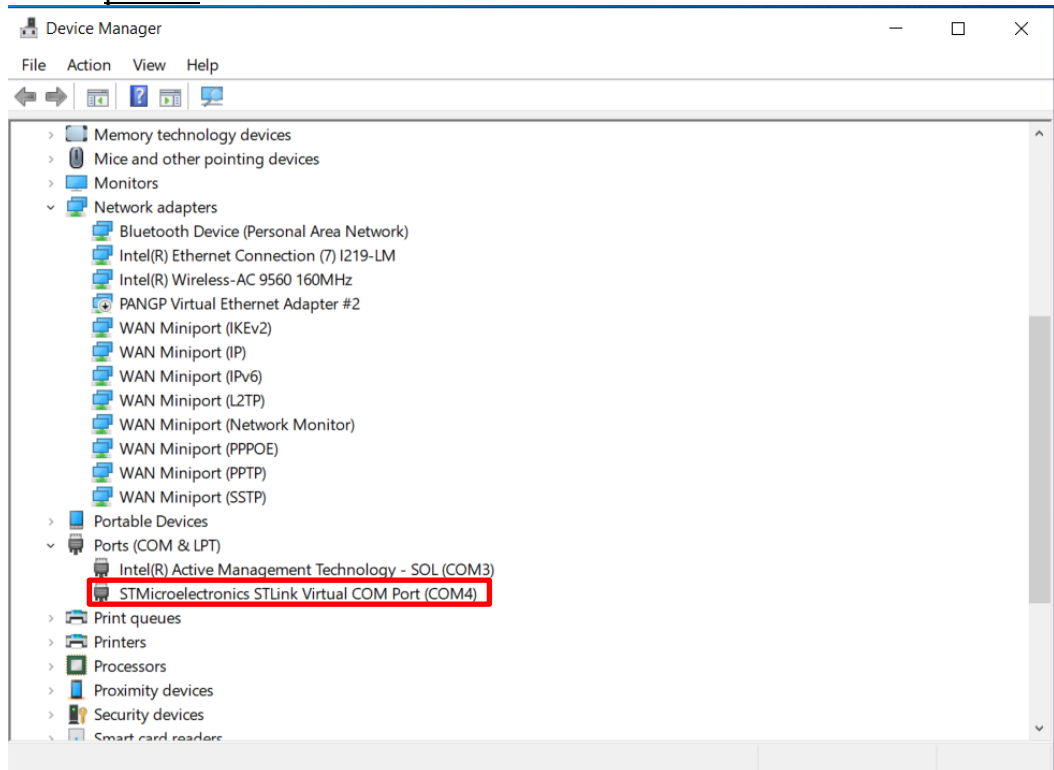 Device Manager
File Action View Help
Memory technology devices
Mice and other pointing devices
Monitors
Network adapters
Bluetooth Device (Personal Area Network)
Intel(R) Ethernet Connection (7) I219-LM
Intel(R) Wireless-AC 9560 160MHz
PANGP Virtual Ethernet Adapter #2
WAN Miniport (IKEv2)
WAN Miniport (IP)
WAN Miniport (IPv6)
WAN Miniport (L2TP)
WAN Miniport (Network Monitor)
WAN Miniport (PPPOE)
WAN Miniport (PPTP)
WAN Miniport (SSTP)
Portable Devices
Ports (COM & LPT)
Intel(R) Active Management Technology - SOL (COM3)
STMicroelectronics STLink Virtual COM Port (COM4)
Print queues
Printers
Processors
Proximity devices
Security devices
Smart card readers